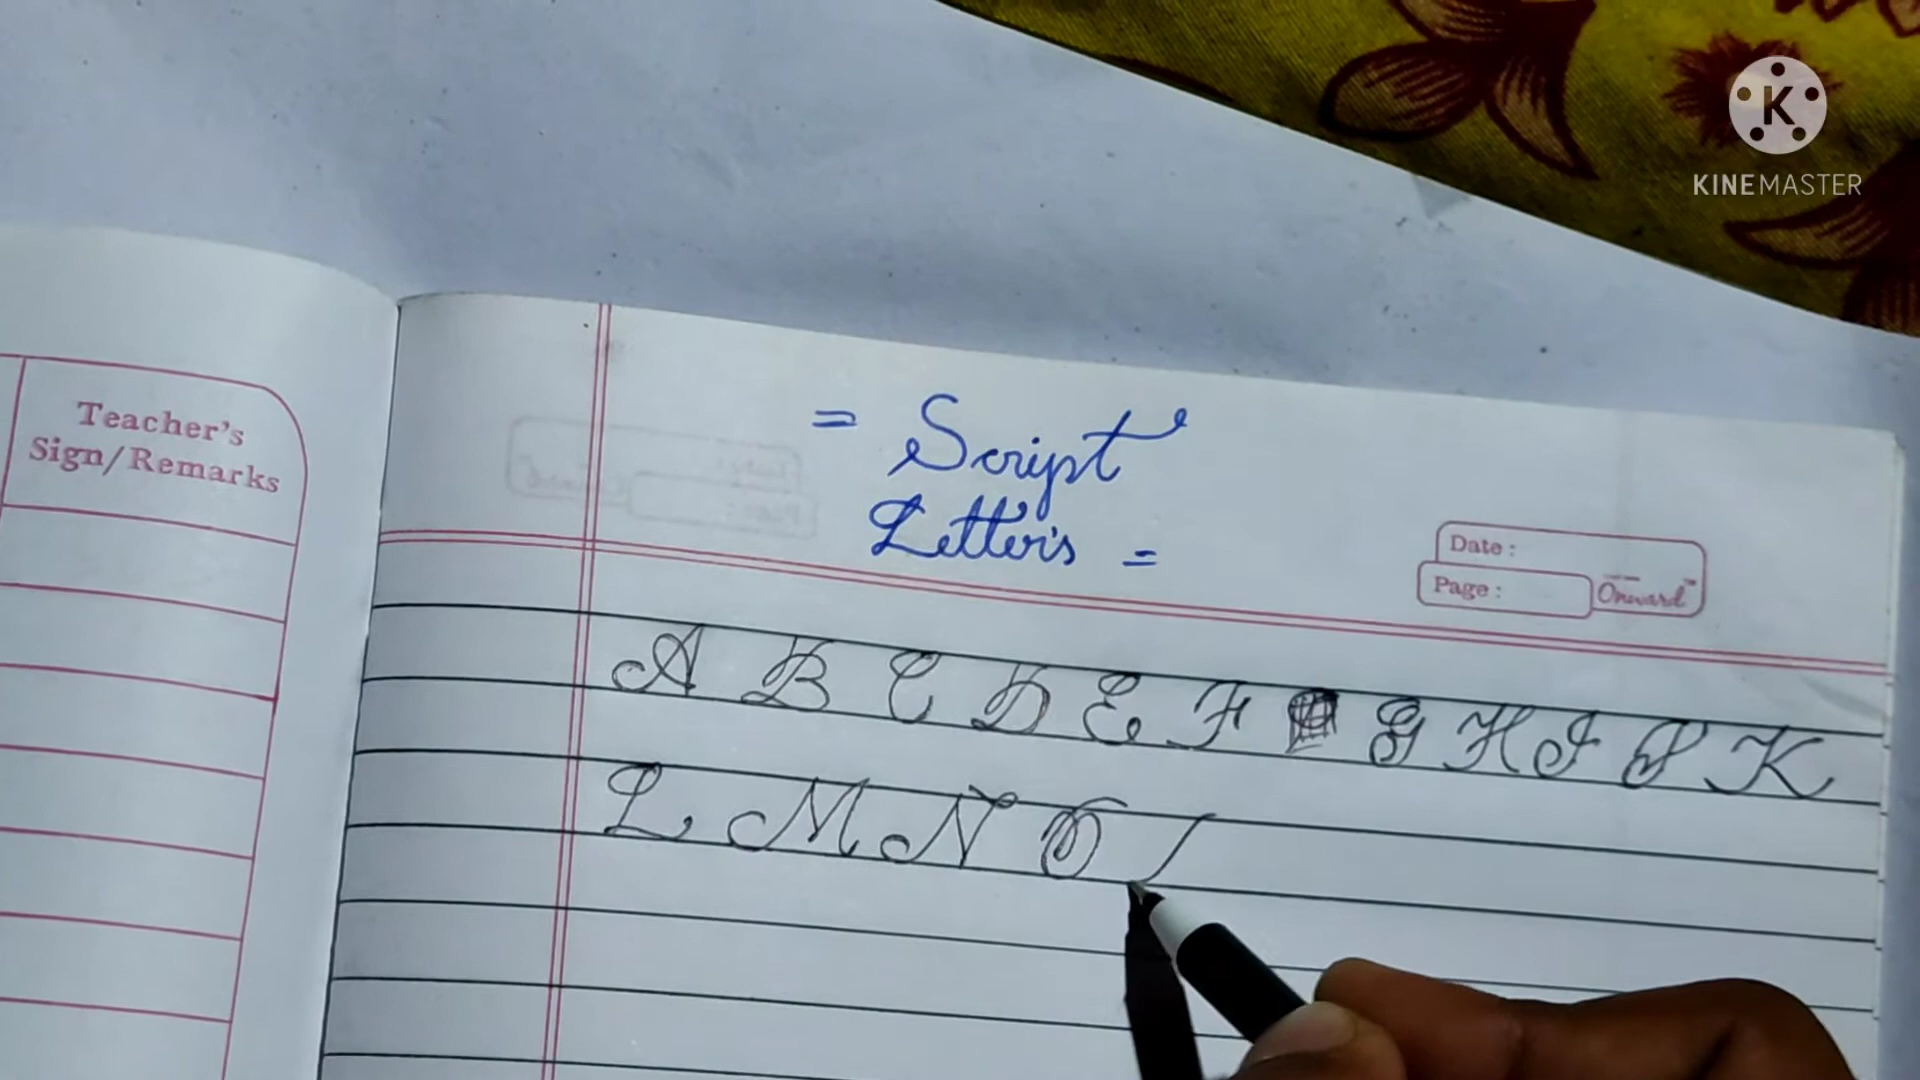 KINEMASTER
Teacher's
Sign/Remarks
= Script
Letter's =
Date :
Page :
Onward
A B C D E F G H I J K
L M N O